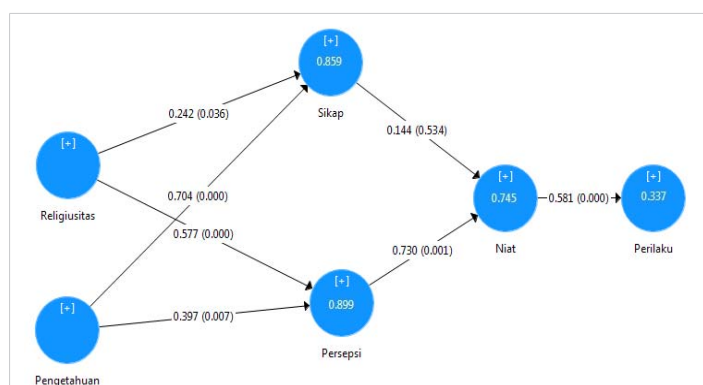 [+]
0.859
Sikap
0.242 (0.036)
0.144 (0.534)
[+]
Religiusitas
0.704 (0.000)
0.577 (0.000)
[+]
0.745
Niat
0.581 (0.000)
[+]
0.337
Perilaku
0.730 (0.001)
[+]
0.899
Persepsi
0.397 (0.007)
[+]
Pengetahuan